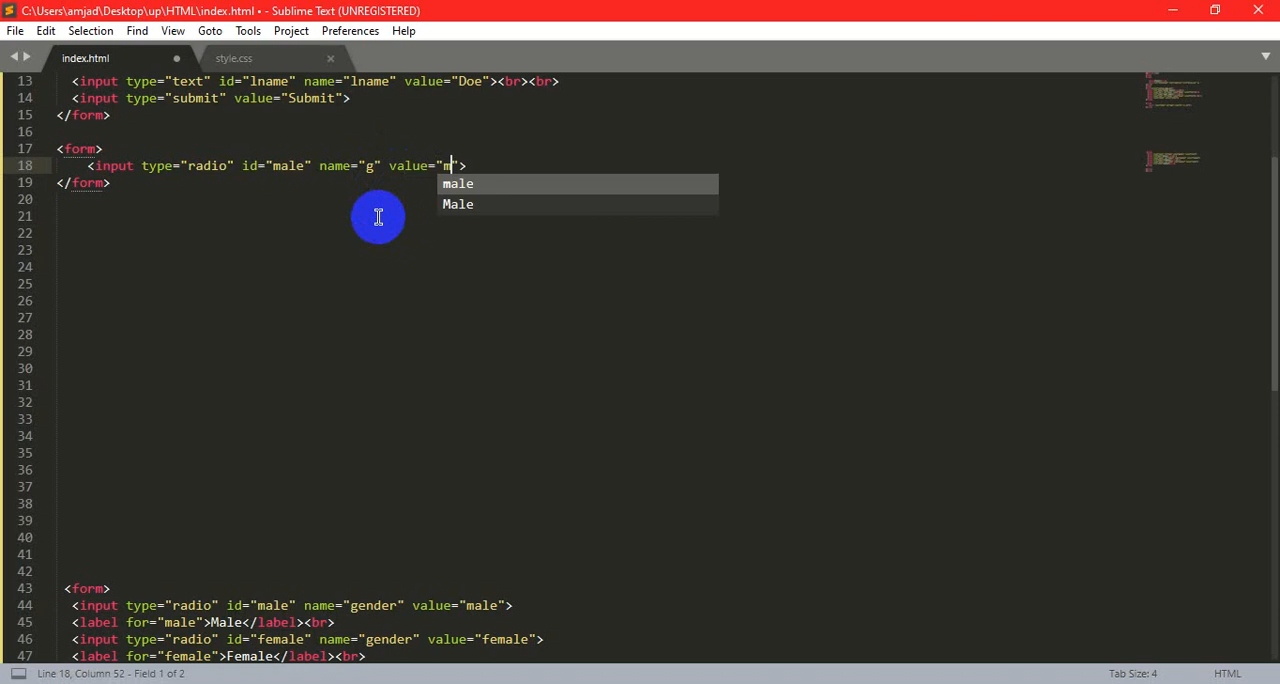 C:\Users\amjad\Desktop\up\HTML\index.html • - Sublime Text (UNREGISTERED)
File Edit Selection Find View Goto Tools Project Preferences Help
index.html style.css
13 <input type="text" id="lname" name="lname" value="Doe"><br><br>
14 <input type="submit" value="Submit">
15 </form>
16
17 <form>
18 <input type="radio" id="male" name="g" value="m">
19 </form>
male
Male
20
21
22
23
24
25
26
27
28
29
30
31
32
33
34
35
36
37
38
39
40
41
42
43 <form>
44 <input type="radio" id="male" name="gender" value="male">
45 <label for="male">Male</label><br>
46 <input type="radio" id="female" name="gender" value="female">
47 <label for="female">Female</label><br>
Line 18, Column 52 - Field 1 of 2 Tab Size: 4 HTML